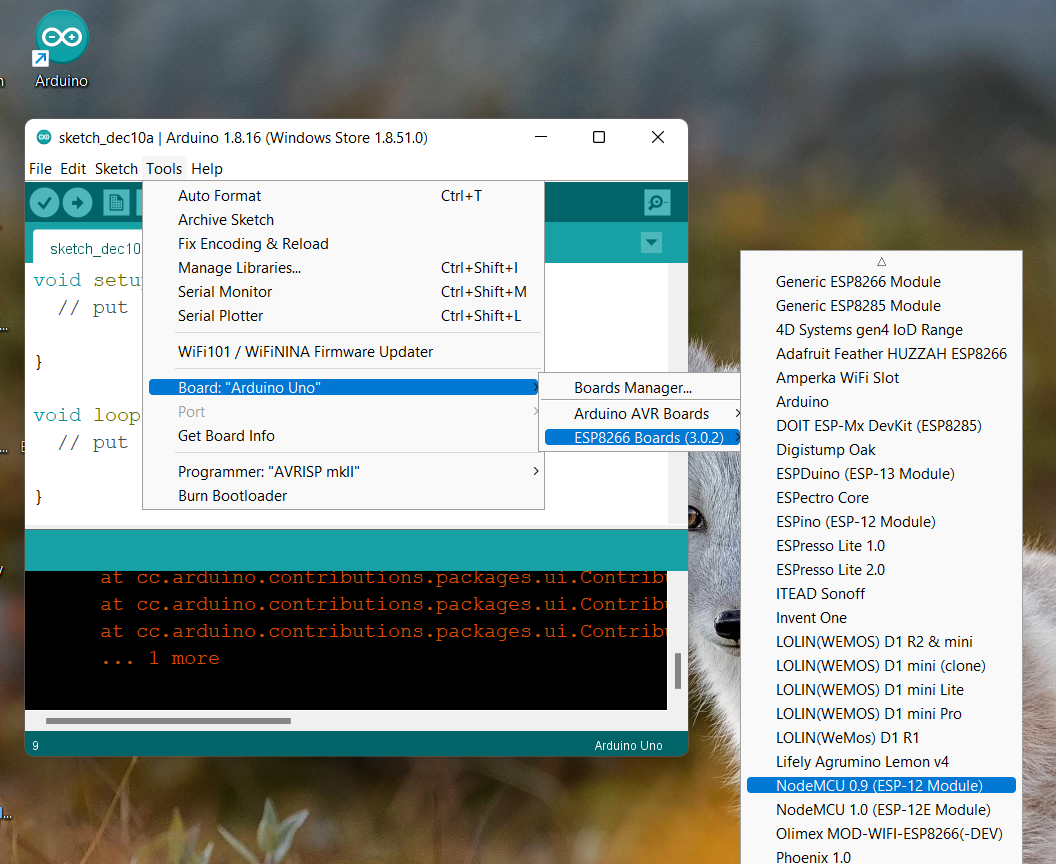 Arduino
sketch_dec10a | Arduino 1.8.16 (Windows Store 1.8.51.0)
File Edit Sketch Tools Help
Auto Format Ctrl+T
Archive Sketch
Fix Encoding & Reload
Manage Libraries... Ctrl+Shift+I
Serial Monitor Ctrl+Shift+M
Serial Plotter Ctrl+Shift+L
WiFi101 / WiFiNINA Firmware Updater
Board: "Arduino Uno"
Port
Get Board Info
Programmer: "AVRISP mkII"
Burn Bootloader
sketch_dec10
void setup
// put
}
void loop
// put
}
Boards Manager...
Arduino AVR Boards
ESP8266 Boards (3.0.2)
Generic ESP8266 Module
Generic ESP8285 Module
4D Systems gen4 IoD Range
Adafruit Feather HUZZAH ESP8266
Amperka WiFi Slot
Arduino
DOIT ESP-Mx DevKit (ESP8285)
Digistump Oak
ESPDuino (ESP-13 Module)
ESPectro Core
ESPino (ESP-12 Module)
ESPresso Lite 1.0
ESPresso Lite 2.0
ITEAD Sonoff
Invent One
LOLIN(WEMOS) D1 R2 & mini
LOLIN(WEMOS) D1 mini (clone)
LOLIN(WEMOS) D1 mini Lite
LOLIN(WEMOS) D1 mini Pro
LOLIN(WeMos) D1 R1
Lifely Agrumino Lemon v4
NodeMCU 0.9 (ESP-12 Module)
NodeMCU 1.0 (ESP-12E Module)
Olimex MOD-WIFI-ESP8266(-DEV)
Phoenix 1.0
at cc.arduino.contributions.packages.ui.Contrib
at cc.arduino.contributions.packages.ui.Contrib
at cc.arduino.contributions.packages.ui.Contrib
... 1 more
9 Arduino Uno